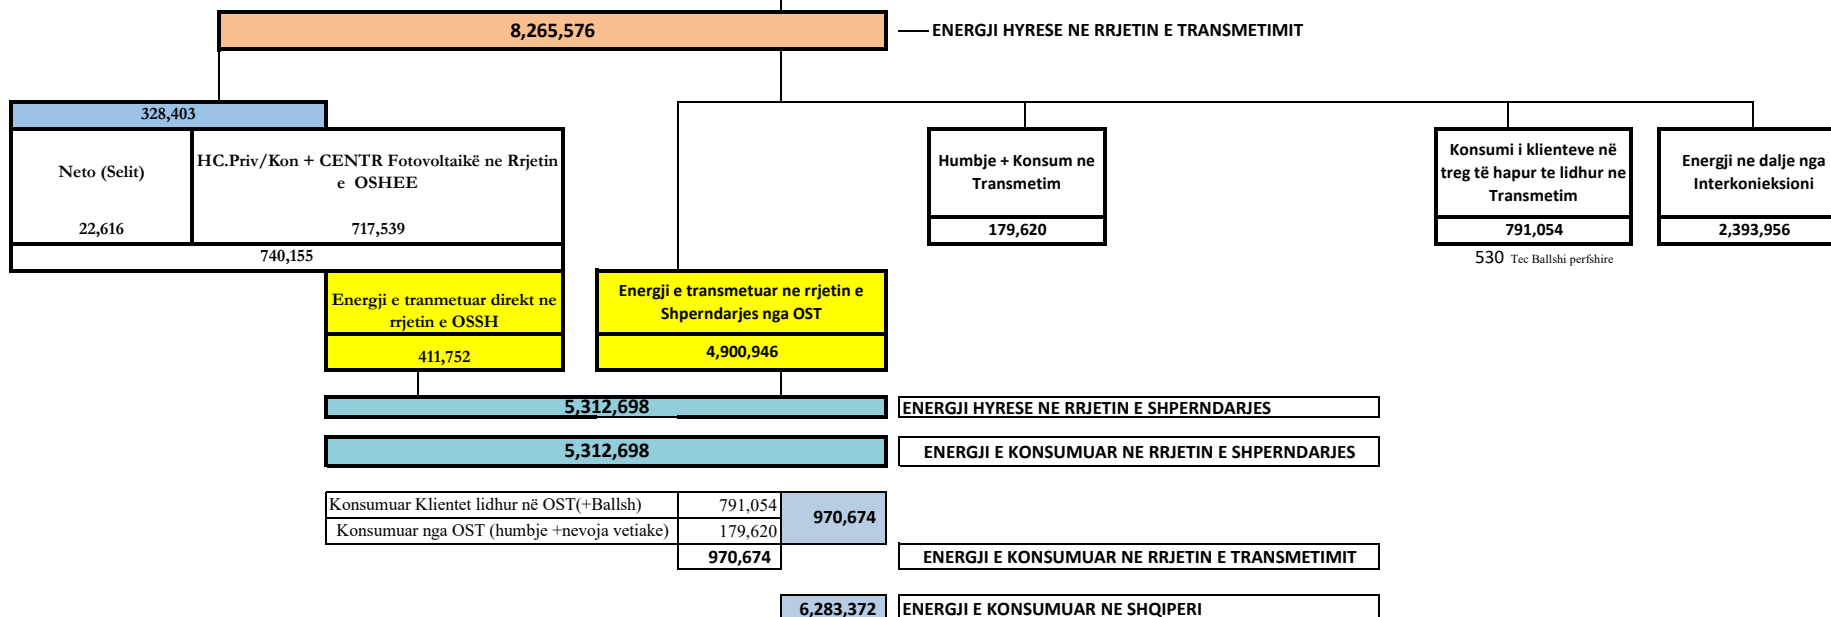 8,265,576
ENERGJI HYRESE NE RRJETIN E TRANSMETIMIT
328,403
Neto (Selit)
22,616
HC.Priv/Kon + CENTR Fotovoltaikë ne Rrjetin
e OSHEE
717,539
740,155
Humbje + Konsum ne
Transmetim
179,620
Konsumi i klienteve në
treg të hapur te lidhur ne
Transmetim
791,054
530 Tec Ballshi perfshire
Energji ne dalje nga
Interkonieksioni
2,393,956
Energji e tranmetuar direkt ne
rrjetin e OSSH
411,752
Energji e transmetuar ne rrjetin e
Shperndarjes nga OST
4,900,946
5,312,698
ENERGJI HYRESE NE RRJETIN E SHPERNDARJES
5,312,698
ENERGJI E KONSUMUAR NE RRJETIN E SHPERNDARJES
Konsumuar Klientet lidhur në OST(+Ballsh) 791,054
970,674
Konsumuar nga OST (humbje +nevoja vetiake) 179,620
970,674
ENERGJI E KONSUMUAR NE RRJETIN E TRANSMETIMIT
6,283,372
ENERGJI E KONSUMUAR NE SHQIPERI